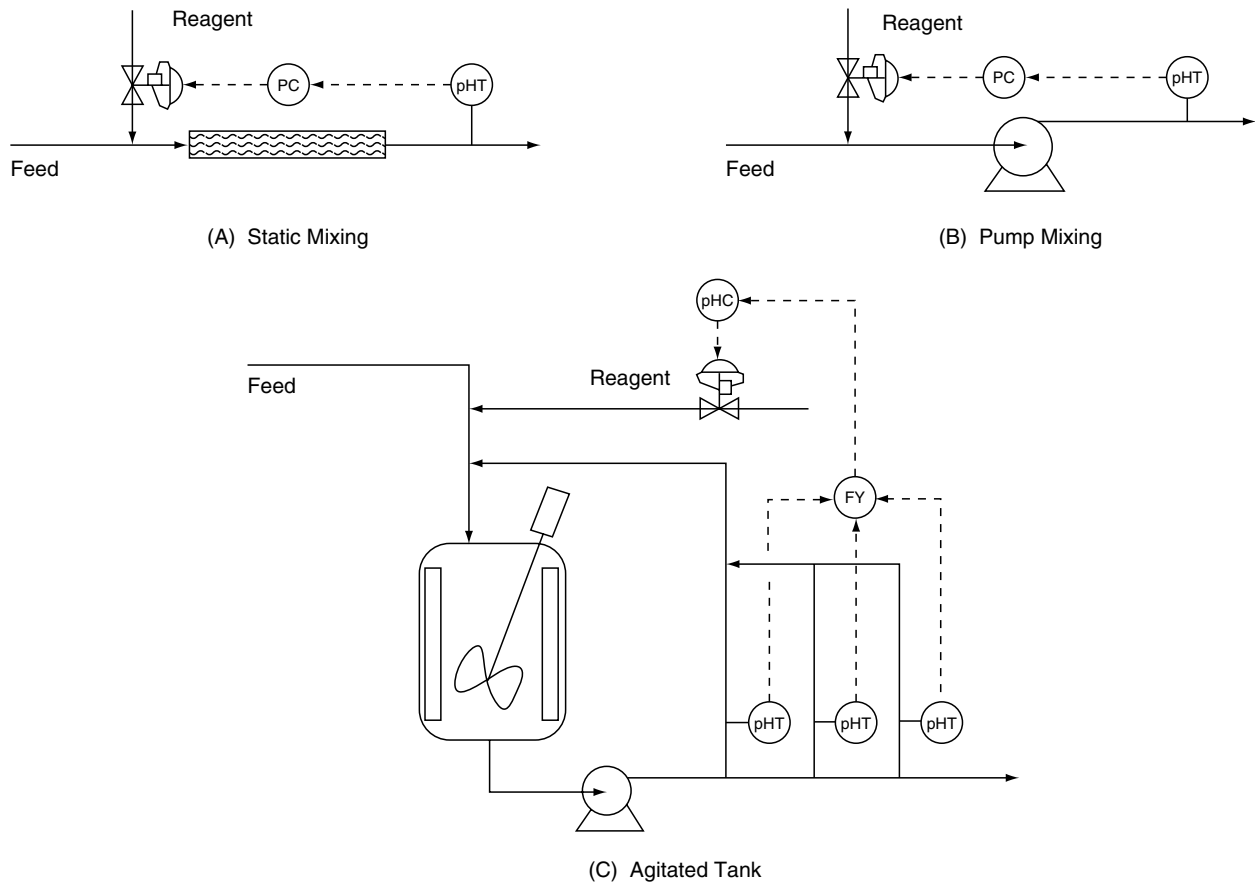 Reagent
PC
pHT
Feed
(A) Static Mixing
Reagent
PC
pHT
Feed
(B) Pump Mixing
pHC
Feed
Reagent
FY
pHT
pHT
pHT
(C) Agitated Tank